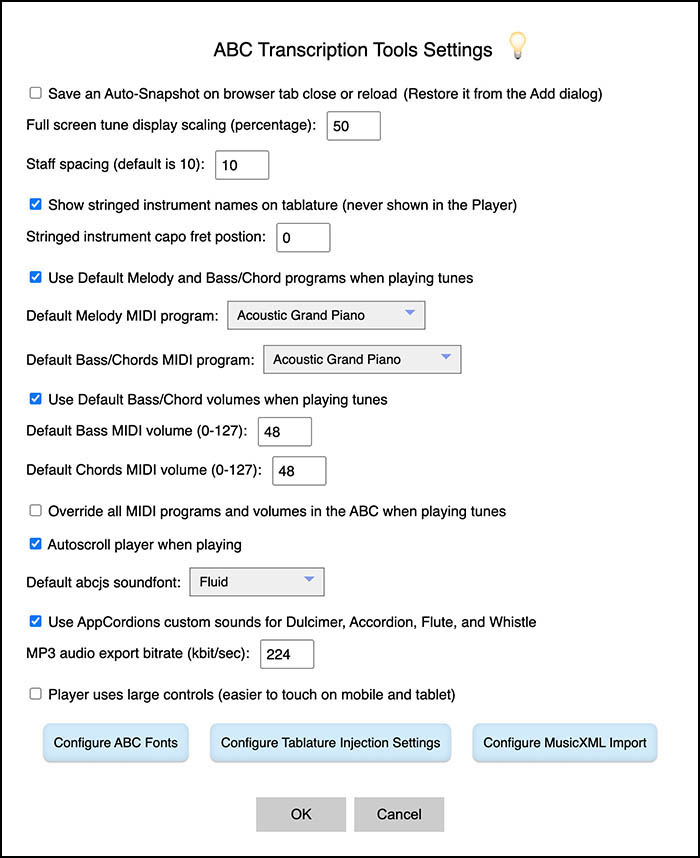 ABC Transcription Tools Settings
Save an Auto-Snapshot on browser tab close or reload (Restore it from the Add dialog)
Full screen tune display scaling (percentage): 50
Staff spacing (default is 10): 10
Show stringed instrument names on tablature (never shown in the Player)
Stringed instrument capo fret postion: 0
Use Default Melody and Bass/Chord programs when playing tunes
Default Melody MIDI program: Acoustic Grand Piano
Default Bass/Chords MIDI program: Acoustic Grand Piano
Use Default Bass/Chord volumes when playing tunes
Default Bass MIDI volume (0-127): 48
Default Chords MIDI volume (0-127): 48
Override all MIDI programs and volumes in the ABC when playing tunes
Autoscroll player when playing
Default abcjs soundfont: Fluid
Use AppCordions custom sounds for Dulcimer, Accordion, Flute, and Whistle
MP3 audio export bitrate (kbit/sec): 224
Player uses large controls (easier to touch on mobile and tablet)
Configure ABC Fonts Configure Tablature Injection Settings Configure MusicXML Import
OK Cancel